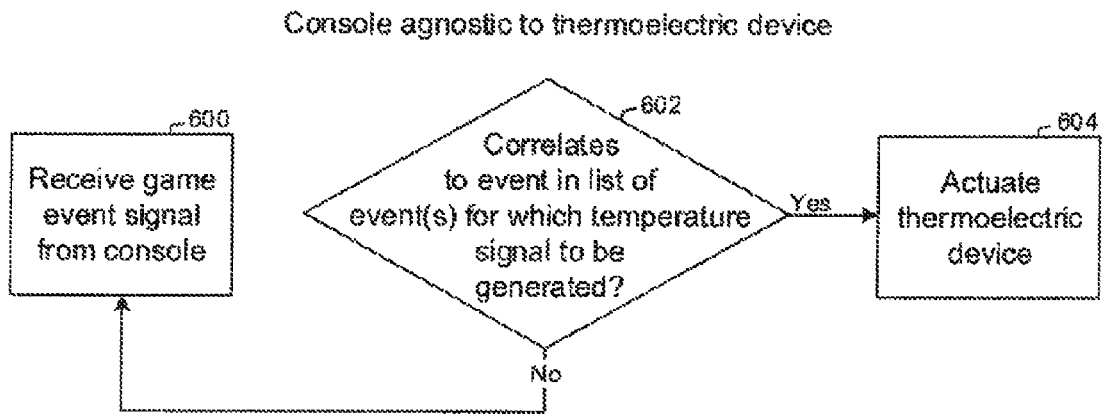 Console agnostic to thermoelectric device
600
Receive game
event signal
from console
602
Correlates
to event in list of
event(s) for which temperature
signal to be
generated?
Yes
No
604
Actuate
thermoelectric
device